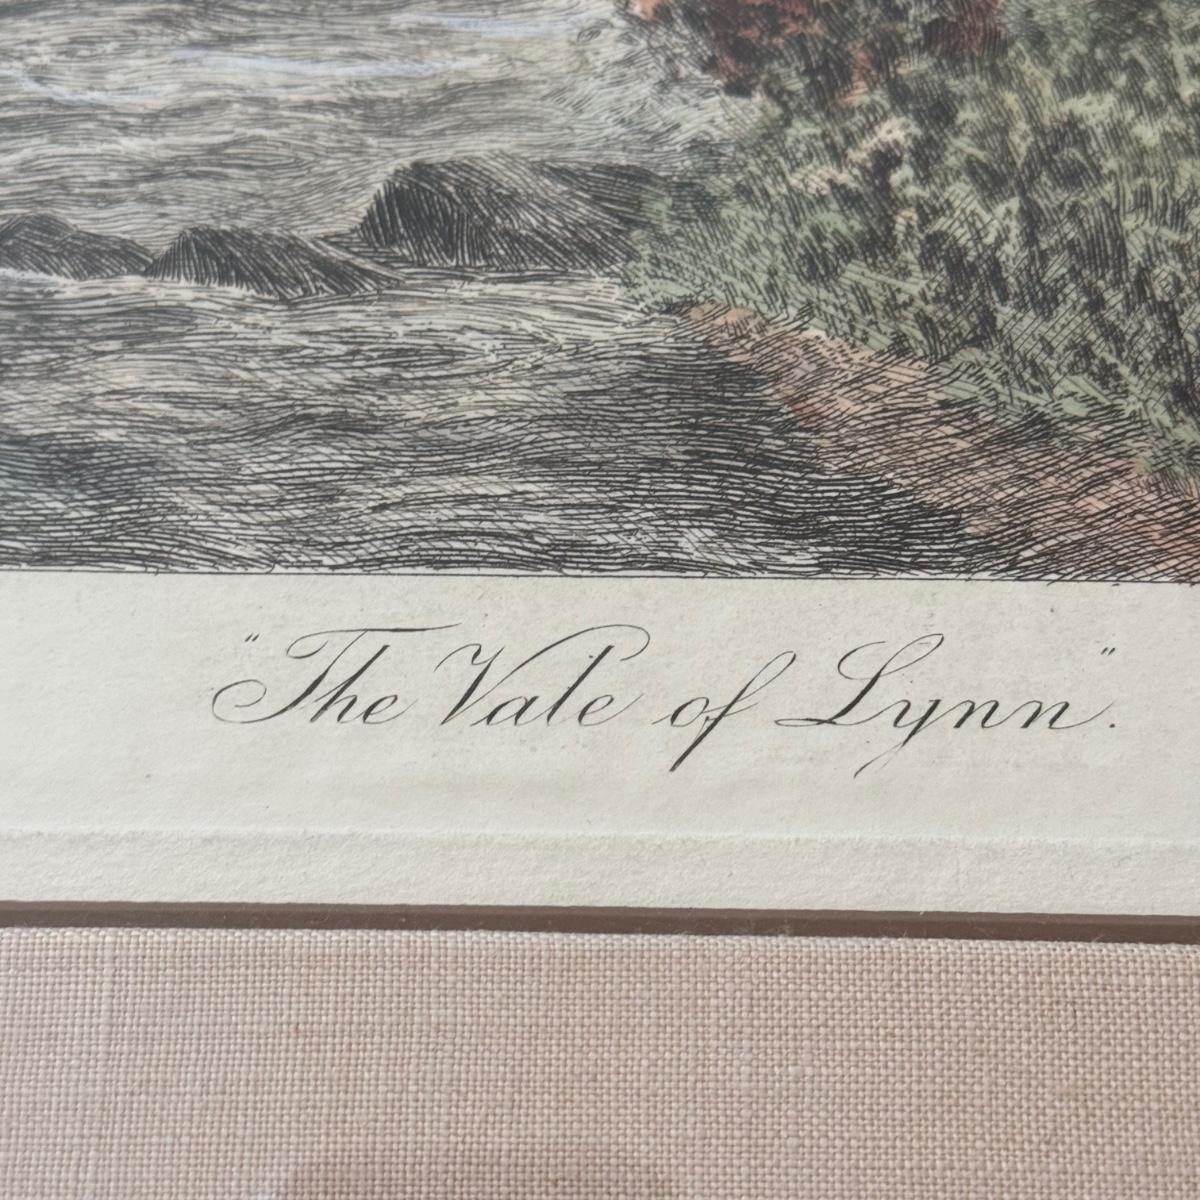 "The Vale of Lynn".